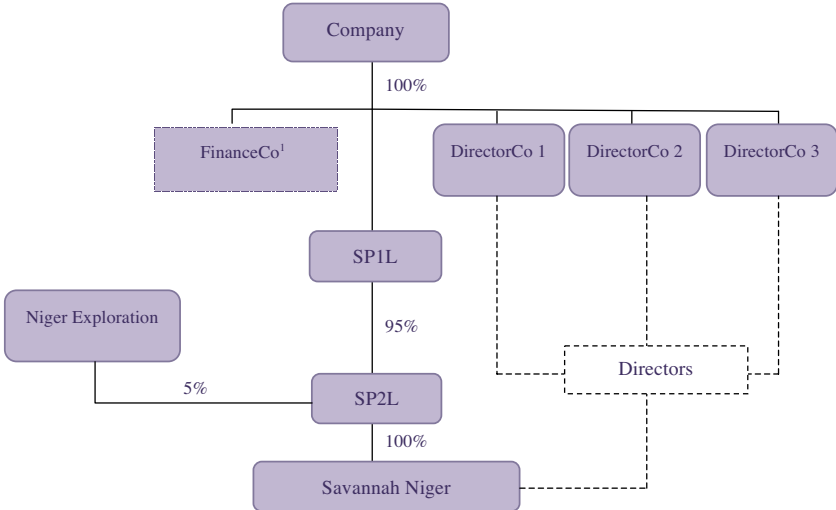 Company
100%
FinanceCo¹
DirectorCo 1
DirectorCo 2
DirectorCo 3
SP1L
Niger Exploration
95%
Directors
5%
SP2L
100%
Savannah Niger